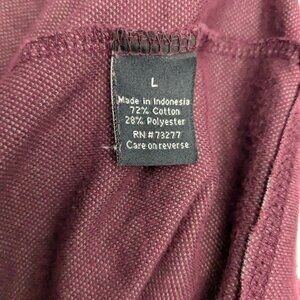 L
Made in Indonesia
72% Cotton
28% Polyester
RN#73277
Care on reverse